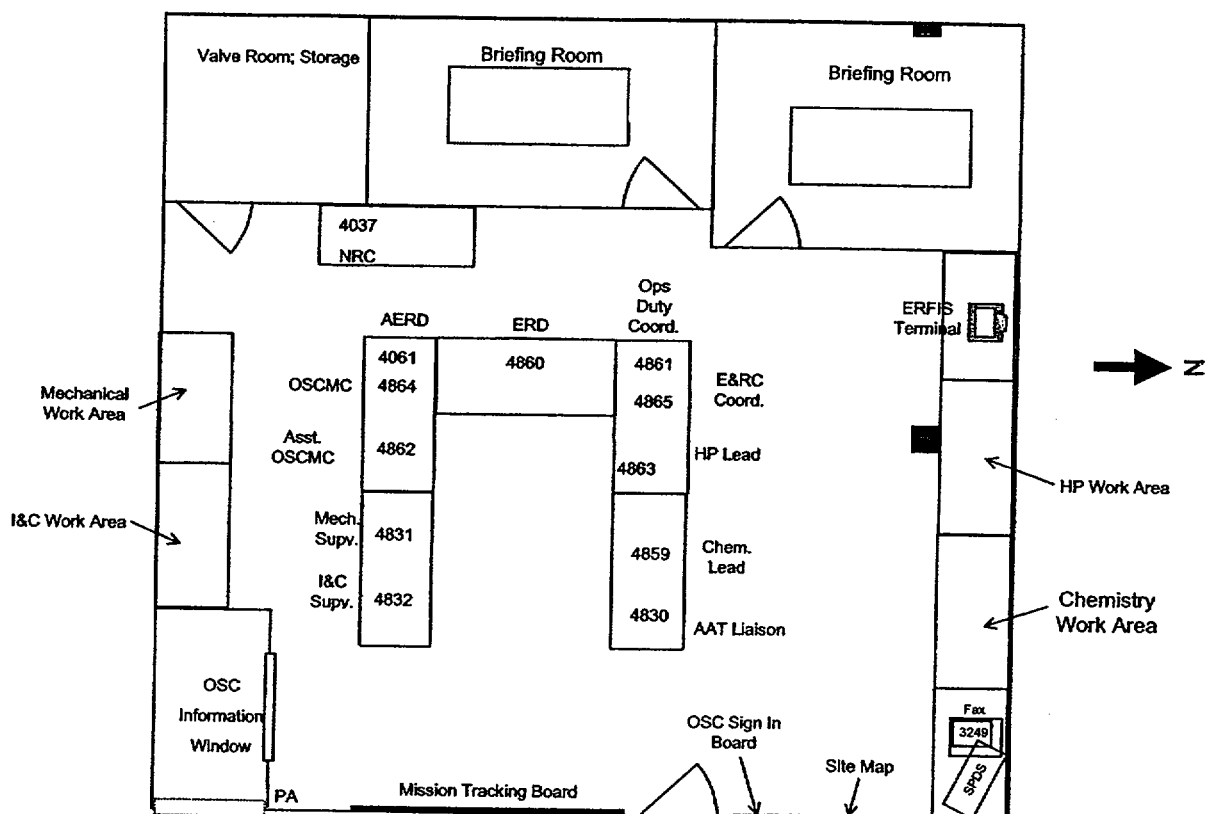 Valve Room; Storage
Briefing Room
Briefing Room
4037
NRC
Ops
Duty
Coord.
AERD
ERD
ERFIS
Terminal
4061
4860
4861
N
Mechanical
Work Area
OSCMC
4864
4865
E&RC
Coord.
Asst.
OSCMC
4862
4863
HP Lead
HP Work Area
I&C Work Area
Mech.
Supv.
4831
4859
Chem.
Lead
I&C
Supv.
4832
4830
AAT Liaison
Chemistry
Work Area
OSC
Information
Window
OSC Sign In
Board
Fax
3249
SPDS
Site Map
PA
Mission Tracking Board